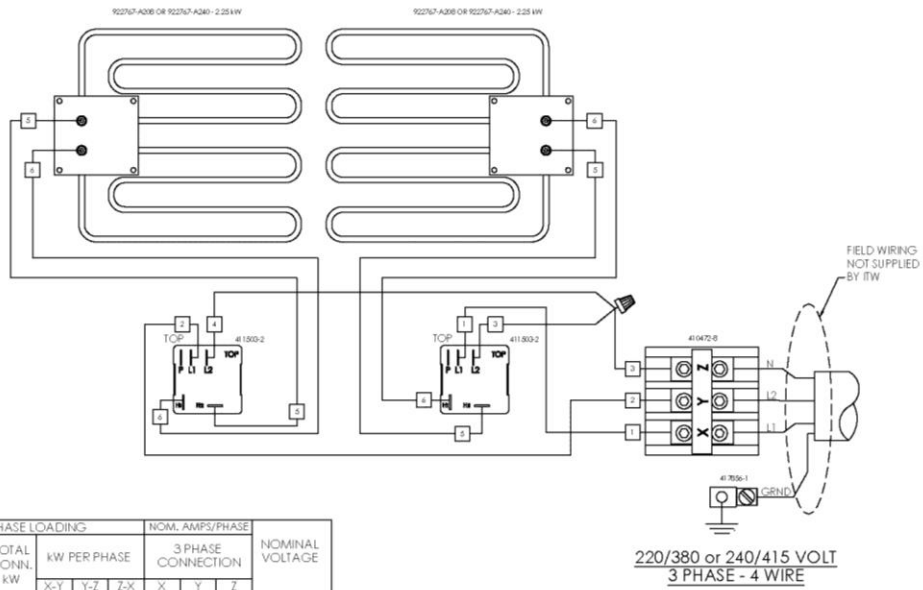 922767-A208 OR 922767-A240 - 2.25 kW
922767-A208 OR 922767-A240 - 2.25 kW
5
6
6
5
FIELD WIRING
NOT SUPPLIED
BY ITW
2
4
TOP
411503-2
P L1 L2 TOP
H1 H2
6
5
1
3
TOP
411503-2
P L1 L2 TOP
H1 H2
6
5
410472-8
3
Z
N
2
Y
L2
1
X
L1
417856-1
GRND
220/380 or 240/415 VOLT
3 PHASE - 4 WIRE
PHASE LOADING
NOM. AMPS/PHASE
NOMINAL
VOLTAGE
TOTAL
CONN.
kW
kW PER PHASE
3 PHASE
CONNECTION
X-Y Y-Z Z-X X Y Z